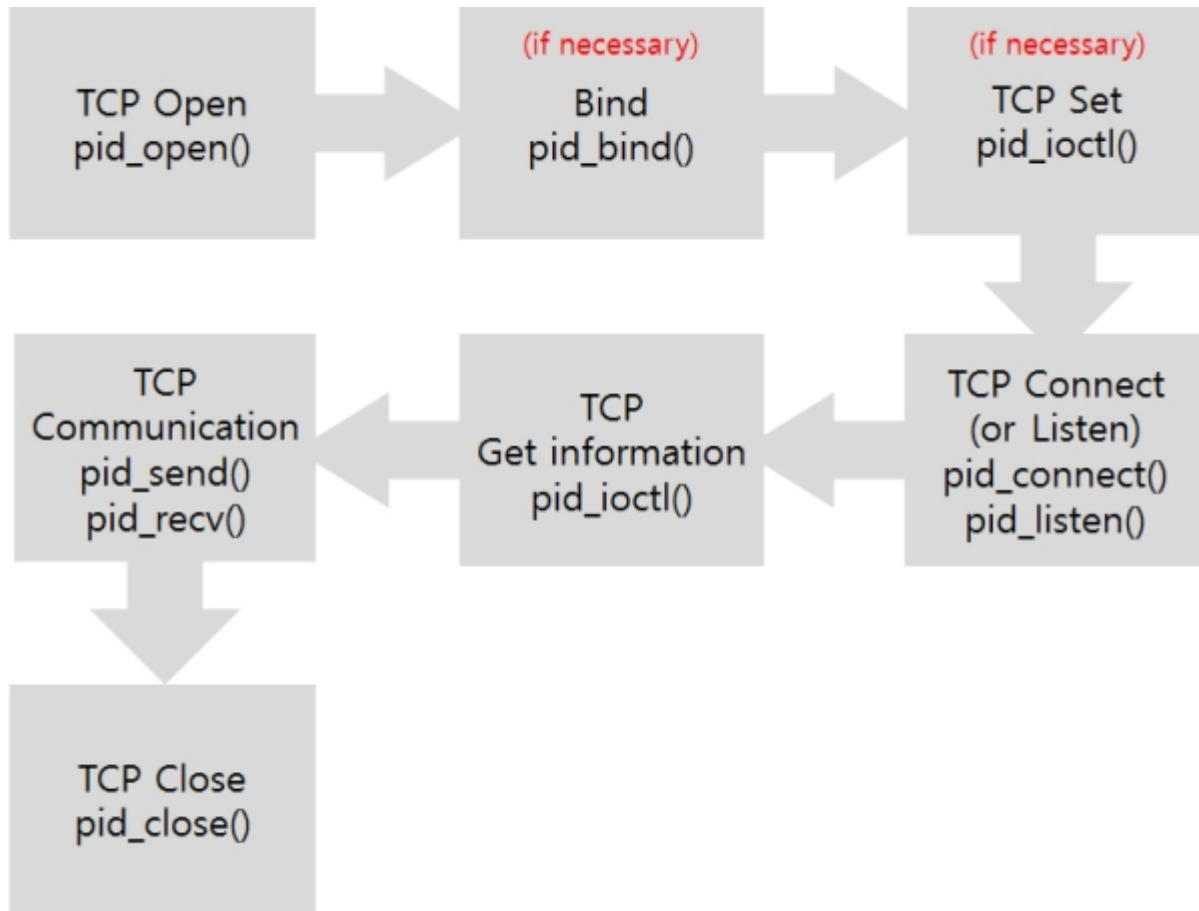 TCP Open
pid_open()
(if necessary)
Bind
pid_bind()
(if necessary)
TCP Set
pid_ioctl()
TCP Connect
(or Listen)
pid_connect()
pid_listen()
TCP
Get information
pid_ioctl()
TCP
Communication
pid_send()
pid_recv()
TCP Close
pid_close()